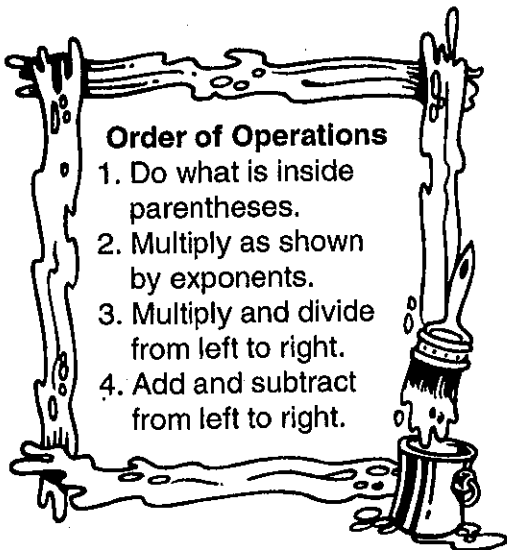 Order of Operations
1. Do what is inside
parentheses.
2. Multiply as shown
by exponents.
3. Multiply and divide
from left to right.
4. Add and subtract
from left to right.